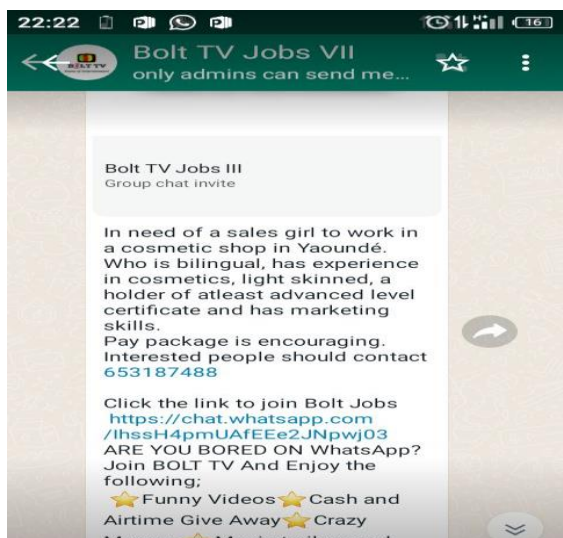 22:22 16
Bolt TV Jobs VII
only admins can send me...
BOLT TV
Bolt TV Jobs III
Group chat invite
In need of a sales girl to work in
a cosmetic shop in Yaoundé.
Who is bilingual, has experience
in cosmetics, light skinned, a
holder of atleast advanced level
certificate and has marketing
skills.
Pay package is encouraging.
Interested people should contact
653187488
Click the link to join Bolt Jobs
https://chat.whatsapp.com
/IhssH4pmUAfEEe2JNpwj03
ARE YOU BORED ON WhatsApp?
Join BOLT TV And Enjoy the
following;
⭐Funny Videos⭐Cash and
Airtime Give Away⭐Crazy